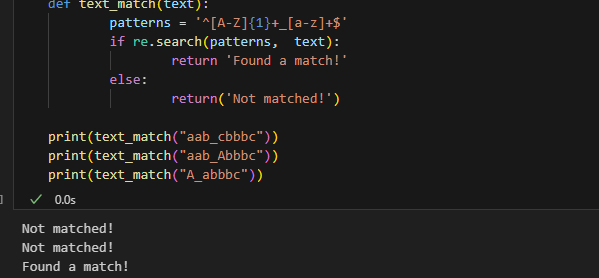 def text_match(text):
patterns = '^[A-Z]{1}+_[a-z]+$'
if re.search(patterns,  text):
return 'Found a match!'
else:
return('Not matched!')
print(text_match("aab_cbbbc"))
print(text_match("aab_Abbbc"))
print(text_match("A_abbbc"))
] ✓ 0.0s
Not matched!
Not matched!
Found a match!